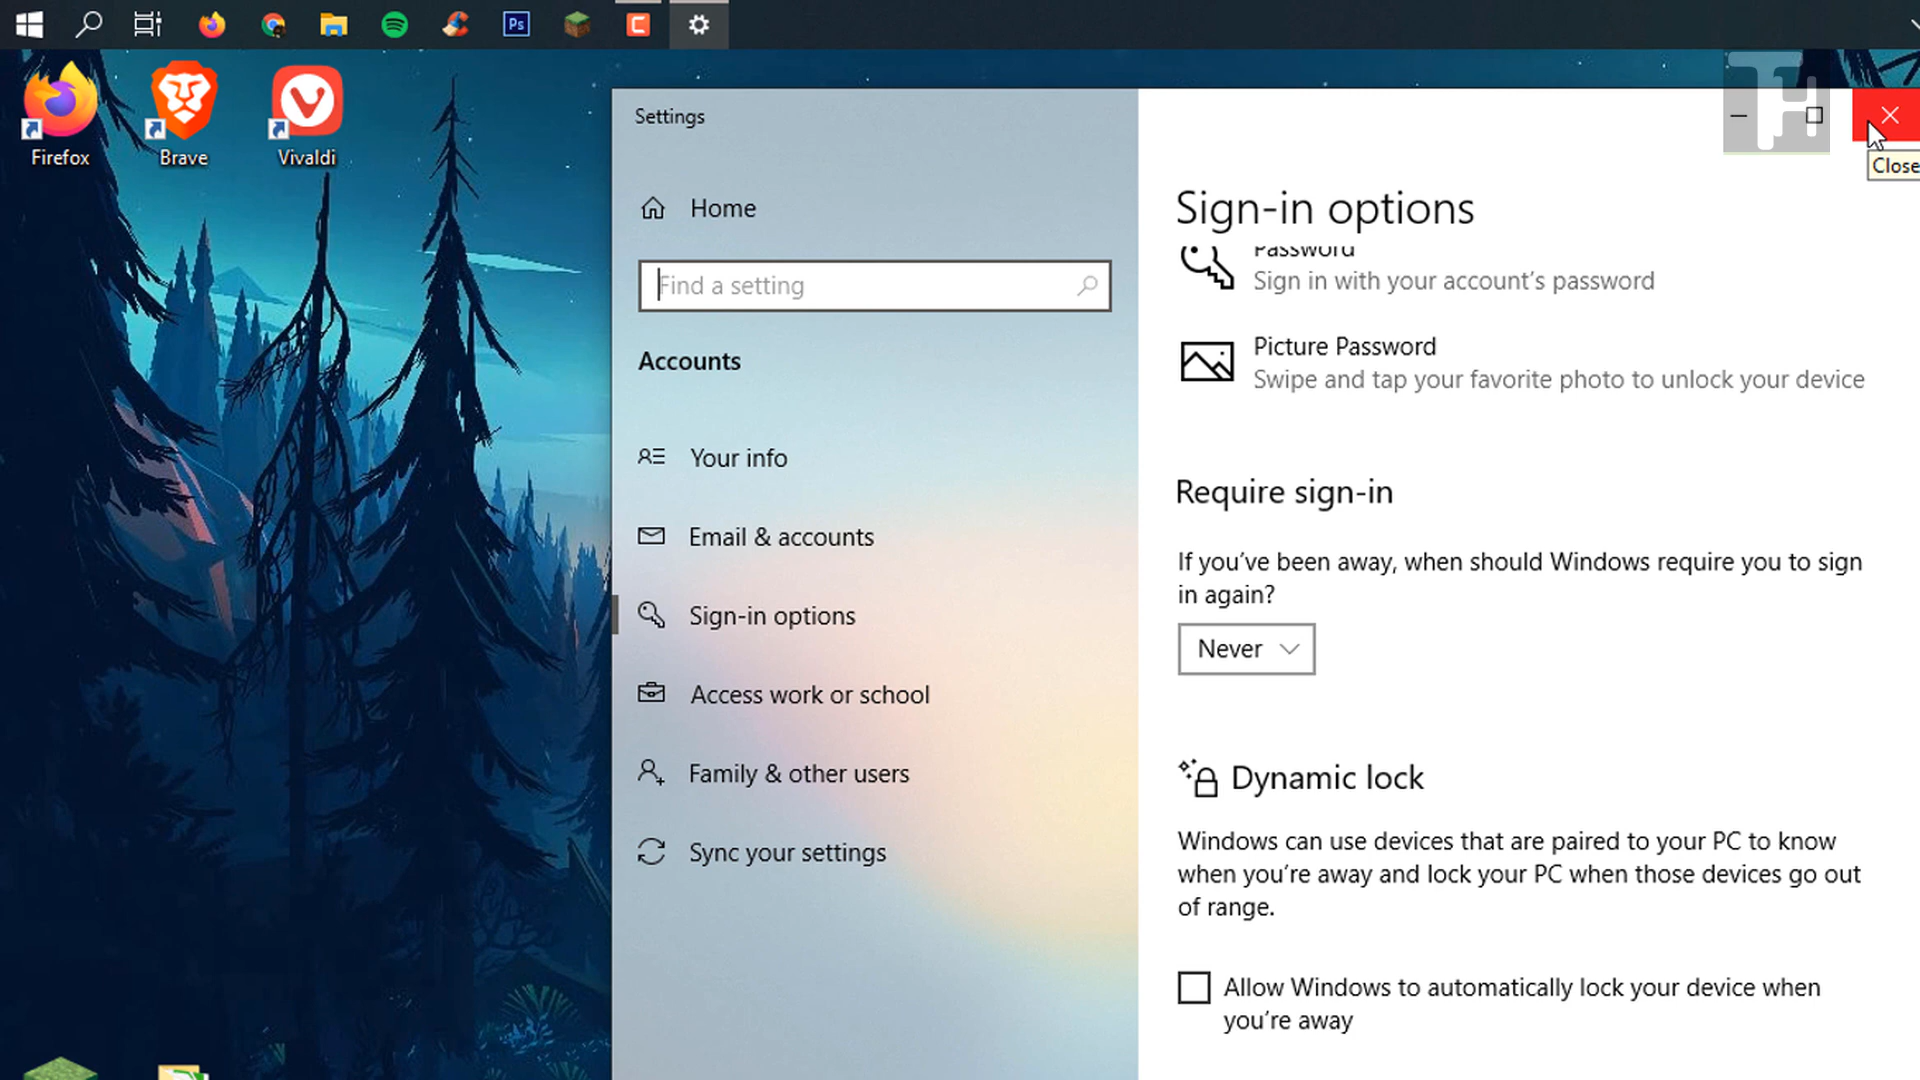 Ps
Firefox
Brave
Vivaldi
Settings
TH
Close
Home
Find a setting
Accounts
Your info
Email & accounts
Sign-in options
Access work or school
Family & other users
Sync your settings
Sign-in options
Password
Sign in with your account's password
Picture Password
Swipe and tap your favorite photo to unlock your device
Require sign-in
If you've been away, when should Windows require you to sign
in again?
Never
Dynamic lock
Windows can use devices that are paired to your PC to know
when you're away and lock your PC when those devices go out
of range.
Allow Windows to automatically lock your device when
you're away